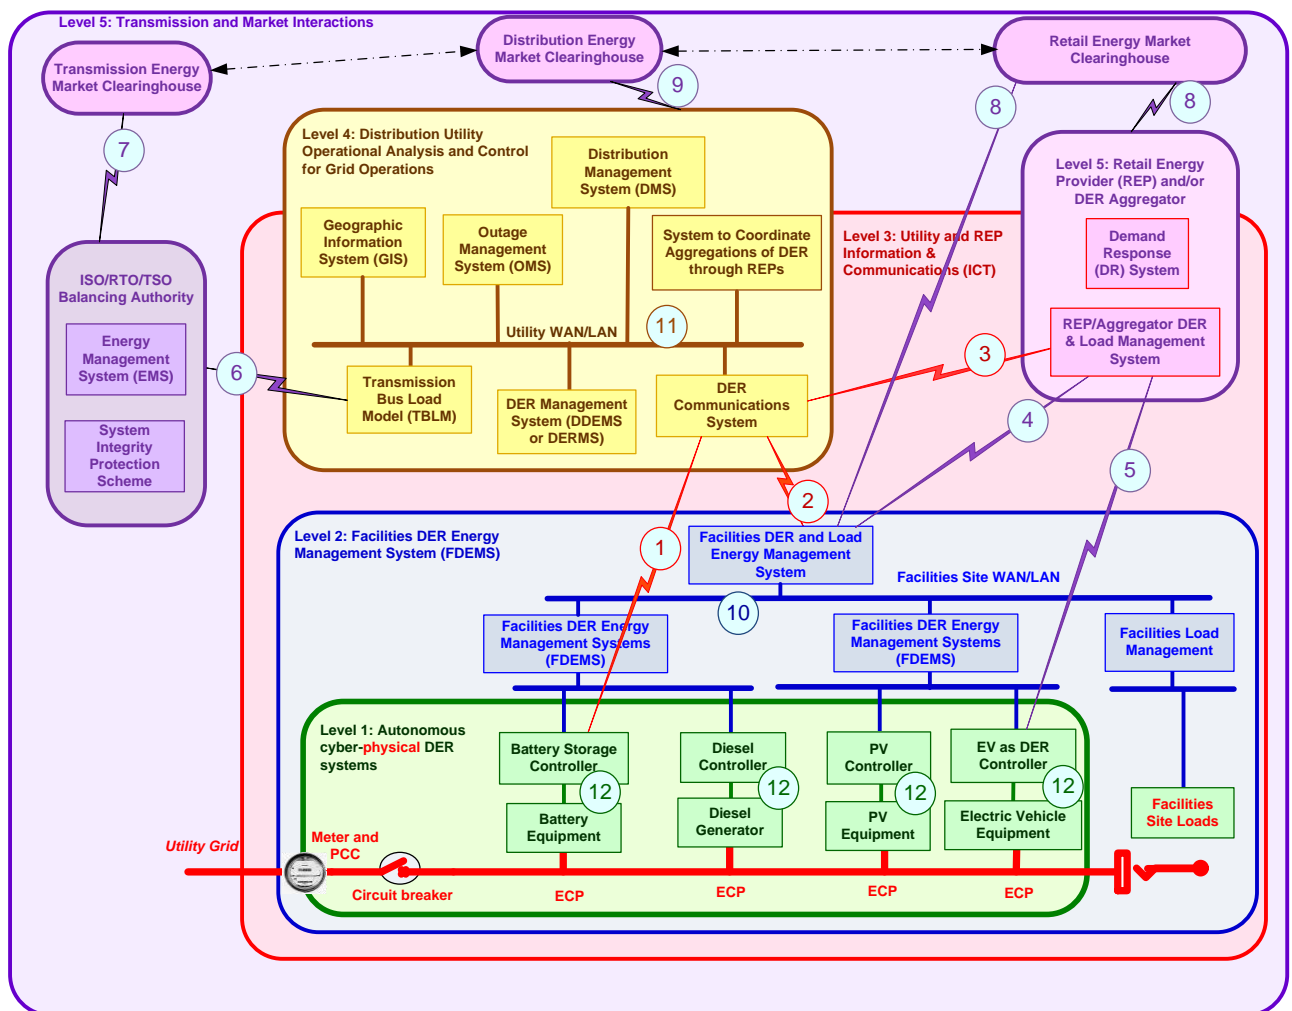 Level 5: Transmission and Market Interactions
Transmission Energy
Market Clearinghouse
Distribution Energy
Market Clearinghouse
Retail Energy Market
Clearinghouse
9
8
8
7
Level 4: Distribution Utility
Operational Analysis and Control
for Grid Operations
Distribution
Management
System (DMS)
Geographic
Information
System (GIS)
Outage
Management
System (OMS)
System to Coordinate
Aggregations of DER
through REPs
Level 3: Utility and REP
Information &
Communications (ICT)
Level 5: Retail Energy
Provider (REP) and/or
DER Aggregator
Demand
Response
(DR) System
REP/Aggregator DER
& Load Management
System
ISO/RTO/TSO
Balancing Authority
Energy
Management
System (EMS)
System
Integrity
Protection
Scheme
6
Utility WAN/LAN
11
3
Transmission
Bus Load
Model (TBLM)
DER Management
System (DDEMS
or DERMS)
DER
Communications
System
4
5
2
1
Level 2: Facilities DER Energy
Management System (FDEMS)
Facilities DER and Load
Energy Management
System
Facilities Site WAN/LAN
10
Facilities DER Energy
Management Systems
(FDEMS)
Facilities DER Energy
Management Systems
(FDEMS)
Facilities Load
Management
Level 1: Autonomous
cyber-physical DER
systems
Battery Storage
Controller
12
Battery
Equipment
Diesel
Controller
12
Diesel
Generator
PV
Controller
12
PV
Equipment
EV as DER
Controller
12
Electric Vehicle
Equipment
Facilities
Site Loads
Utility Grid
Meter and
PCC
Circuit breaker
ECP
ECP
ECP
ECP